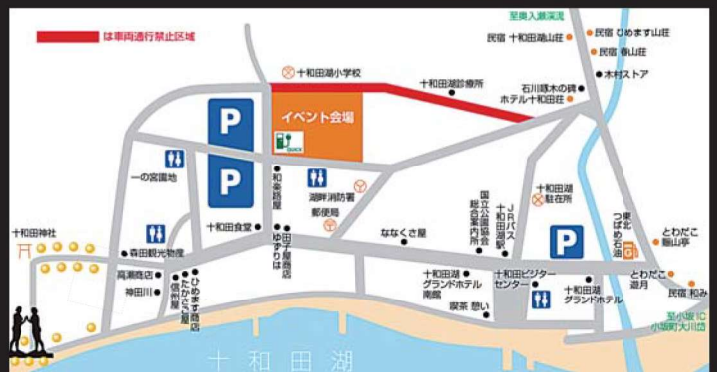 は車両通行禁止区域
至奥入瀬渓流
民宿 十和田湖山荘
民宿 ひめます山荘
民宿 春山荘
木村ストア
石川啄木の碑
ホテル十和田荘
十和田湖小学校
十和田湖診療所
イベント会場
QUICK
P
P
一の宮園地
和楽路屋
湖畔消防署
郵便局
十和田湖
駐在所
十和田神社
十和田食堂
ゆずりは
田子屋商店
ななくさ屋
国立公園協会
総合案内所
JRバス
十和田湖駅
P
東北
つばめ石油
とわだこ
賑山亭
森田観光物産
高瀬商店
神田川
信州屋
たからこ屋
ひめます商店
十和田湖
グランドホテル
南館
喫茶 憩い
十和田ビジター
センター
十和田湖
グランドホテル
とわだこ
遊月
民宿 和み
至小坂IC
小坂町大川岱
十和田湖